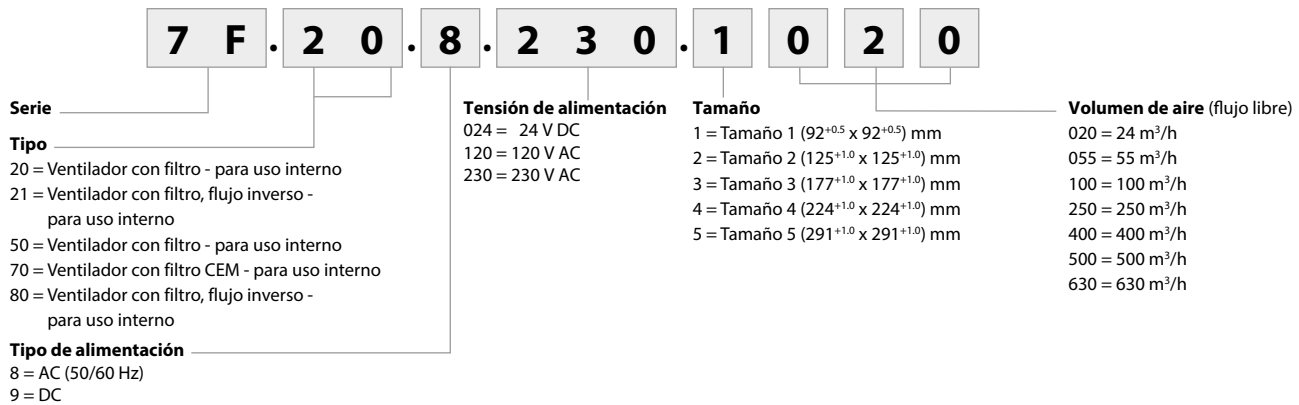 7 F . 2 0 . 8 . 2 3 0 . 1 0 2 0
Serie
Tipo
20 = Ventilador con filtro - para uso interno
21 = Ventilador con filtro, flujo inverso -
para uso interno
50 = Ventilador con filtro - para uso interno
70 = Ventilador con filtro CEM - para uso interno
80 = Ventilador con filtro, flujo inverso -
para uso interno
Tipo de alimentación
8 = AC (50/60 Hz)
9 = DC
Tensión de alimentación
024 = 24 V DC
120 = 120 V AC
230 = 230 V AC
Tamaño
1 = Tamaño 1 (92⁺⁰·⁵ x 92⁺⁰·⁵) mm
2 = Tamaño 2 (125⁺¹·⁰ x 125⁺¹·⁰) mm
3 = Tamaño 3 (177⁺¹·⁰ x 177⁺¹·⁰) mm
4 = Tamaño 4 (224⁺¹·⁰ x 224⁺¹·⁰) mm
5 = Tamaño 5 (291⁺¹·⁰ x 291⁺¹·⁰) mm
Volumen de aire (flujo libre)
020 = 24 m³/h
055 = 55 m³/h
100 = 100 m³/h
250 = 250 m³/h
400 = 400 m³/h
500 = 500 m³/h
630 = 630 m³/h